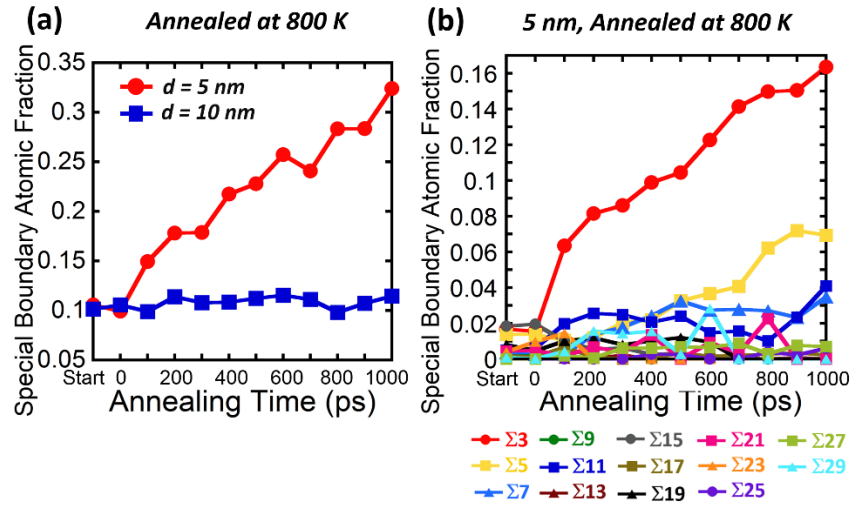 (a) Annealed at 800 K
Special Boundary Atomic Fraction
0.35
0.3
0.25
0.2
0.15
0.1
0.05
d = 5 nm
d = 10 nm
Start 0 200 400 600 800 1000
Annealing Time (ps)
(b) 5 nm, Annealed at 800 K
Special Boundary Atomic Fraction
0.16
0.14
0.12
0.1
0.08
0.06
0.04
0.02
0
Start 0 200 400 600 800 1000
Annealing Time (ps)
Σ3 Σ9 Σ15 Σ21 Σ27
Σ5 Σ11 Σ17 Σ23 Σ29
Σ7 Σ13 Σ19 Σ25